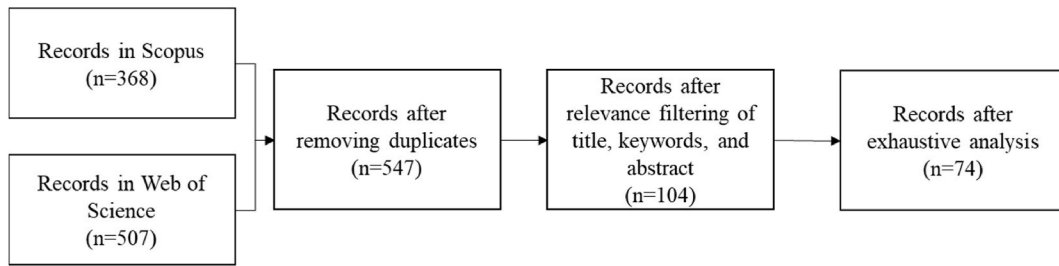 Records in Scopus
(n=368)
Records in Web of
Science
(n=507)
Records after
removing duplicates
(n=547)
Records after
relevance filtering of
title, keywords, and
abstract
(n=104)
Records after
exhaustive analysis
(n=74)